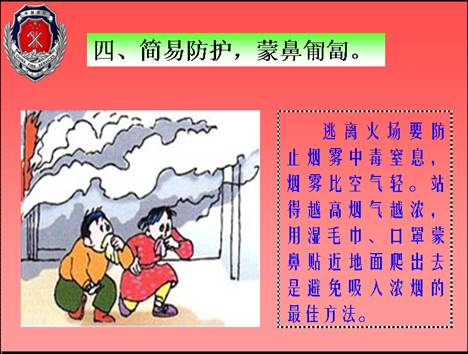 四、简易防护，蒙鼻匍匐。
逃离火场要防
止烟雾中毒窒息，
烟雾比空气轻。站
得越高烟气越浓，
用湿毛巾、口罩蒙
鼻贴近地面爬出去
是避免吸入浓烟的
最佳方法。